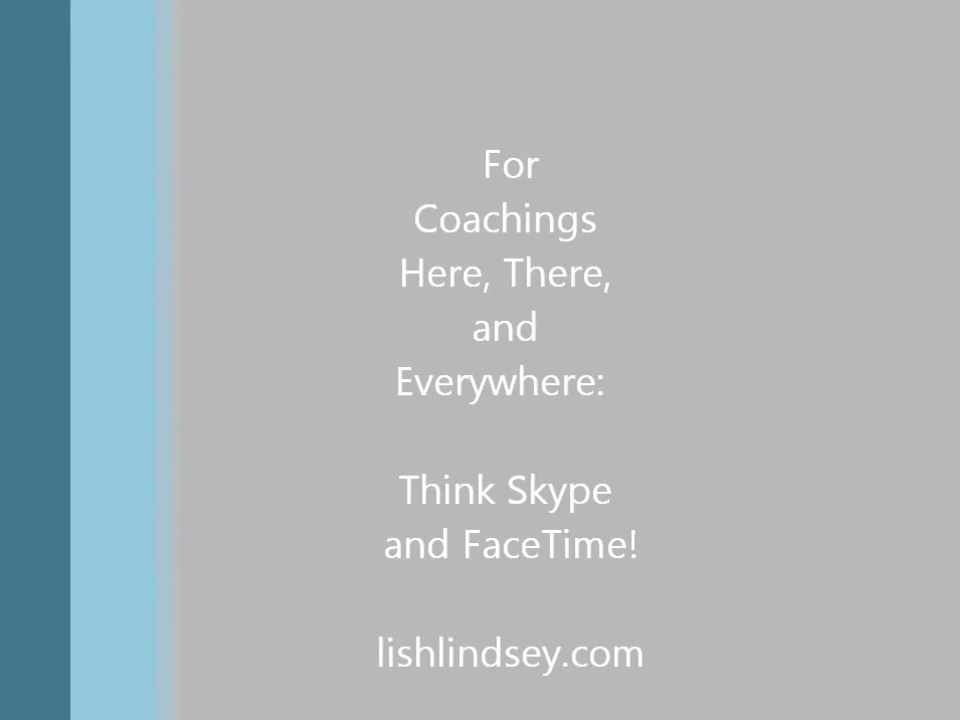 For
Coachings
Here, There,
and
Everywhere:
Think Skype
and FaceTime!
lishlindsey.com